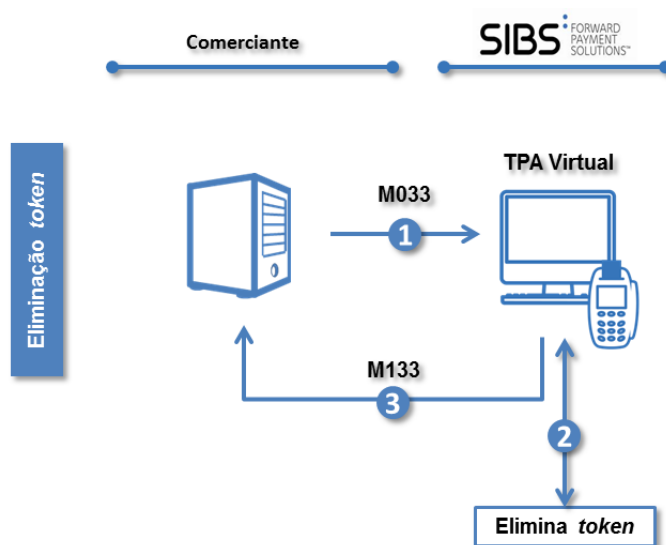 Comerciante
SIBS
FORWARD
PAYMENT
SOLUTIONS™
Eliminação token
TPA Virtual
M033
1
M133
3
2
Elimina token